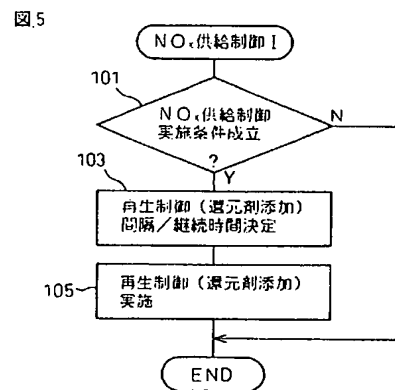 図.5
NOx供給制御 I
101
NOx供給制御
実施条件成立
?
N
Y
103
再生制御（還元剤添加）
間隔／継続時間決定
105
再生制御（還元剤添加）
実施
END